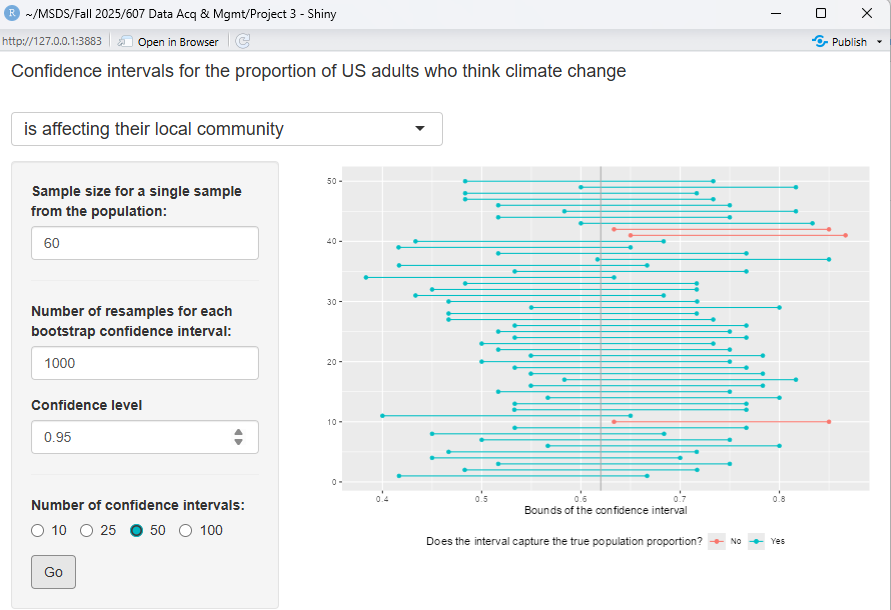 R ~/MSDS/Fall 2025/607 Data Acq & Mgmt/Project 3 - Shiny
http://127.0.0.1:3883 Open in Browser Publish
Confidence intervals for the proportion of US adults who think climate change
is affecting their local community
Sample size for a single sample
from the population:
60
Number of resamples for each
bootstrap confidence interval:
1000
Confidence level
0.95
Number of confidence intervals:
10 25 50 100
Go
50
40
30
20
10
0
0.4 0.5 0.6 0.7 0.8
Bounds of the confidence interval
Does the interval capture the true population proportion? No Yes